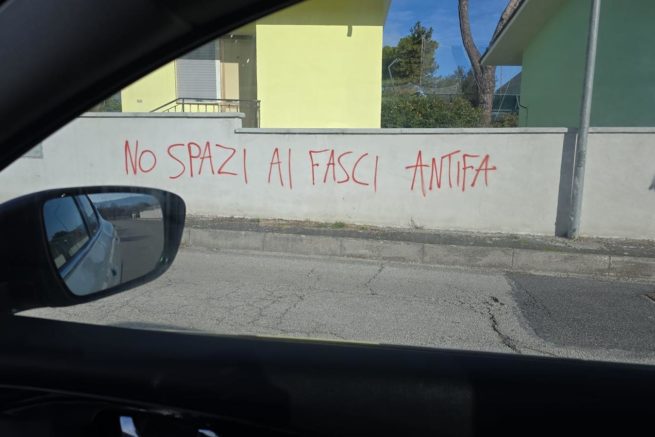 NO SPAZI AI FASCI ANTIFA